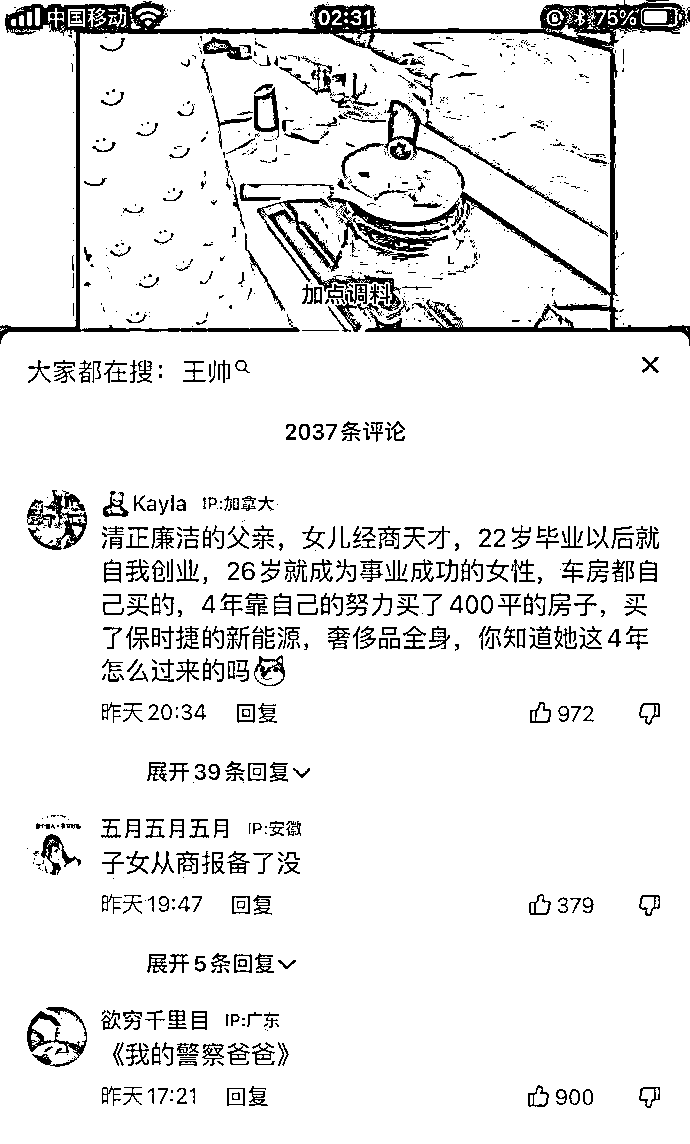 中国移动
02:31
75%
加点调料
大家都在搜：王帅
2037条评论
Kayla IP:加拿大
清正廉洁的父亲，女儿经商天才，22岁毕业以后就
自我创业，26岁就成为事业成功的女性，车房都自
己买的，4年靠自己的努力买了400平的房子，买
了保时捷的新能源，奢侈品全身，你知道她这4年
怎么过来的吗
昨天20:34 回复 972
展开39条回复
五月五月五月 IP:安徽
子女从商报备了没
昨天19:47 回复 379
展开5条回复
欲穷千里目 IP:广东
《我的警察爸爸》
昨天17:21 回复 900